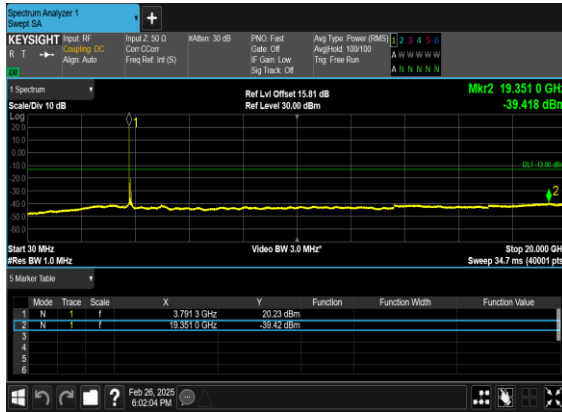 Spectrum Analyzer 1
Swept SA
+
KEYSIGHT Input: RF Input Z: 50 Ω #Atten: 30 dB PNO: Fast Avg Type: Power (RMS) 1 2 3 4 5 6
R T Coupling: DC Corr CCorr Gate: Off Avg|Hold: 100/100 A W W W W W
Align: Auto Freq Ref: Int (S) IF Gain: Low Trig: Free Run
LU Sig Track: Off A N N N N N
1 Spectrum Ref Lvl Offset 15.81 dB Mkr2 19.351 0 GHz
Scale/Div 10 dB Ref Level 30.00 dBm -39.418 dBm
Log
20.0
10.0
0.00
-10.0
-20.0
-30.0
-40.0
-50.0
-60.0
1
DL1 -13.00 dBm
2
Start 30 MHz Video BW 3.0 MHz* Stop 20.000 GH
#Res BW 1.0 MHz Sweep 34.7 ms (40001 pts
5 Marker Table
Mode Trace Scale X Y Function Function Width Function Value
1 N 1 f 3.791 3 GHz 20.23 dBm
2 N 1 f 19.351 0 GHz -39.42 dBm
3
4
5
6
? Feb 26, 2025
6:02:04 PM